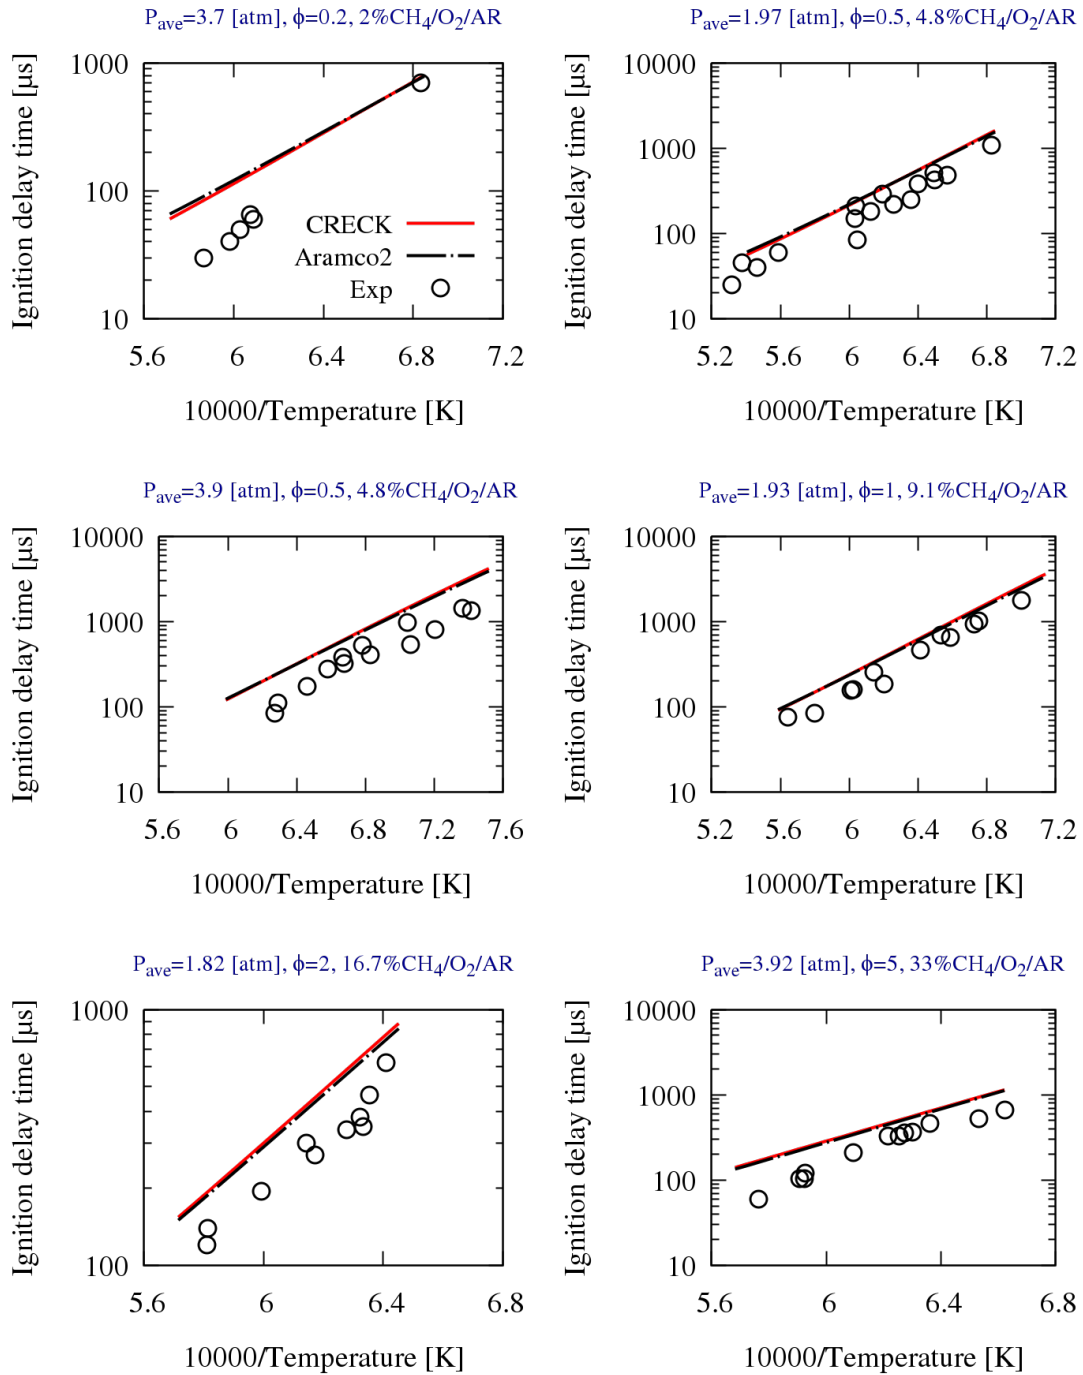 P_ave=3.7 [atm], ϕ=0.2, 2%CH_4/O_2/AR
Ignition delay time [µs]
1000
100
10
CRECK
Aramco2
Exp
5.6 6 6.4 6.8 7.2
10000/Temperature [K]
P_ave=1.97 [atm], ϕ=0.5, 4.8%CH_4/O_2/AR
Ignition delay time [µs]
10000
1000
100
10
5.2 5.6 6 6.4 6.8 7.2
10000/Temperature [K]
P_ave=3.9 [atm], ϕ=0.5, 4.8%CH_4/O_2/AR
Ignition delay time [µs]
10000
1000
100
10
5.6 6 6.4 6.8 7.2 7.6
10000/Temperature [K]
P_ave=1.93 [atm], ϕ=1, 9.1%CH_4/O_2/AR
Ignition delay time [µs]
10000
1000
100
10
5.2 5.6 6 6.4 6.8 7.2
10000/Temperature [K]
P_ave=1.82 [atm], ϕ=2, 16.7%CH_4/O_2/AR
Ignition delay time [µs]
1000
100
5.6 6 6.4 6.8
10000/Temperature [K]
P_ave=3.92 [atm], ϕ=5, 33%CH_4/O_2/AR
Ignition delay time [µs]
10000
1000
100
10
5.6 6 6.4 6.8
10000/Temperature [K]